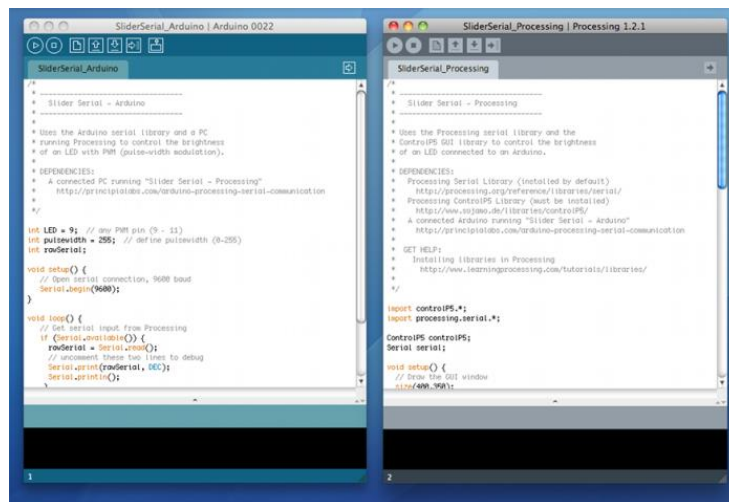 SliderSerial_Arduino | Arduino 0022
SliderSerial_Arduino
/*
* --------------------------------
*   Slider Serial - Arduino
* --------------------------------
*
* Uses the Arduino serial library and a PC
* running Processing to control the brightness
* of an LED with PWM (pulse-width modulation).
*
* DEPENDENCIES:
*   A connected PC running "Slider Serial - Processing"
*     http://principialabs.com/arduino-processing-serial-communication
*
*/
int LED = 9;  // any PWM pin (9 - 11)
int pulsewidth = 255;  // define pulsewidth (0-255)
int rawSerial;
void setup() {
// Open serial connection, 9600 baud
Serial.begin(9600);
}
void loop() {
// Get serial input from Processing
if (Serial.available()) {
rawSerial = Serial.read();
// uncomment these two lines to debug
Serial.print(rawSerial, DEC);
Serial.println();
}
1
SliderSerial_Processing | Processing 1.2.1
SliderSerial_Processing
/*
* --------------------------------
*   Slider Serial - Processing
* --------------------------------
*
* Uses the Processing serial library and the
* ControlP5 GUI library to control the brightness
* of an LED connnected to an Arduino.
*
* DEPENDENCIES:
*   Processing Serial Library (installed by default)
*     http://processing.org/reference/libraries/serial/
*   Processing ControlP5 Library (must be installed)
*     http://www.sojamo.de/libraries/controlP5/
*   A connected Arduino running "Slider Serial - Arduino"
*     http://principialabs.com/arduino-processing-serial-communication
*
* GET HELP:
*   Installing libraries in Processing
*     http://www.learningprocessing.com/tutorials/libraries/
*
*/
import controlP5.*;
import processing.serial.*;
ControlP5 controlP5;
Serial serial;
void setup() {
// Draw the GUI window
size(400,350);
2